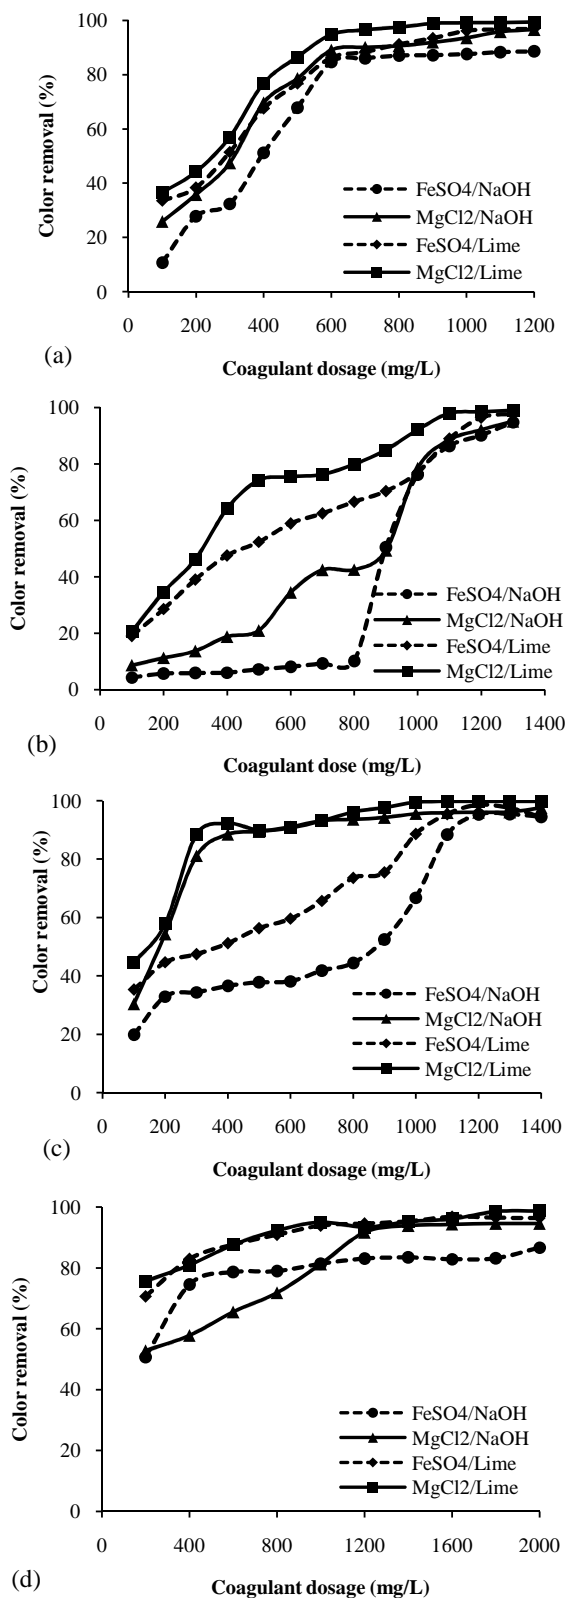 100
80
60
40
20
0
Color removal (%)
FeSO4/NaOH
MgCl2/NaOH
FeSO4/Lime
MgCl2/Lime
0 200 400 600 800 1000 1200
(a)
Coagulant dosage (mg/L)
100
80
60
40
20
0
Color removal (%)
FeSO4/NaOH
MgCl2/NaOH
FeSO4/Lime
MgCl2/Lime
0 200 400 600 800 1000 1200 1400
(b)
Coagulant dose (mg/L)
100
80
60
40
20
0
Color removal (%)
FeSO4/NaOH
MgCl2/NaOH
FeSO4/Lime
MgCl2/Lime
0 200 400 600 800 1000 1200 1400
(c)
Coagulant dosage (mg/L)
100
80
60
40
20
0
Color removal (%)
FeSO4/NaOH
MgCl2/NaOH
FeSO4/Lime
MgCl2/Lime
0 400 800 1200 1600 2000
(d)
Coagulant dosage (mg/L)